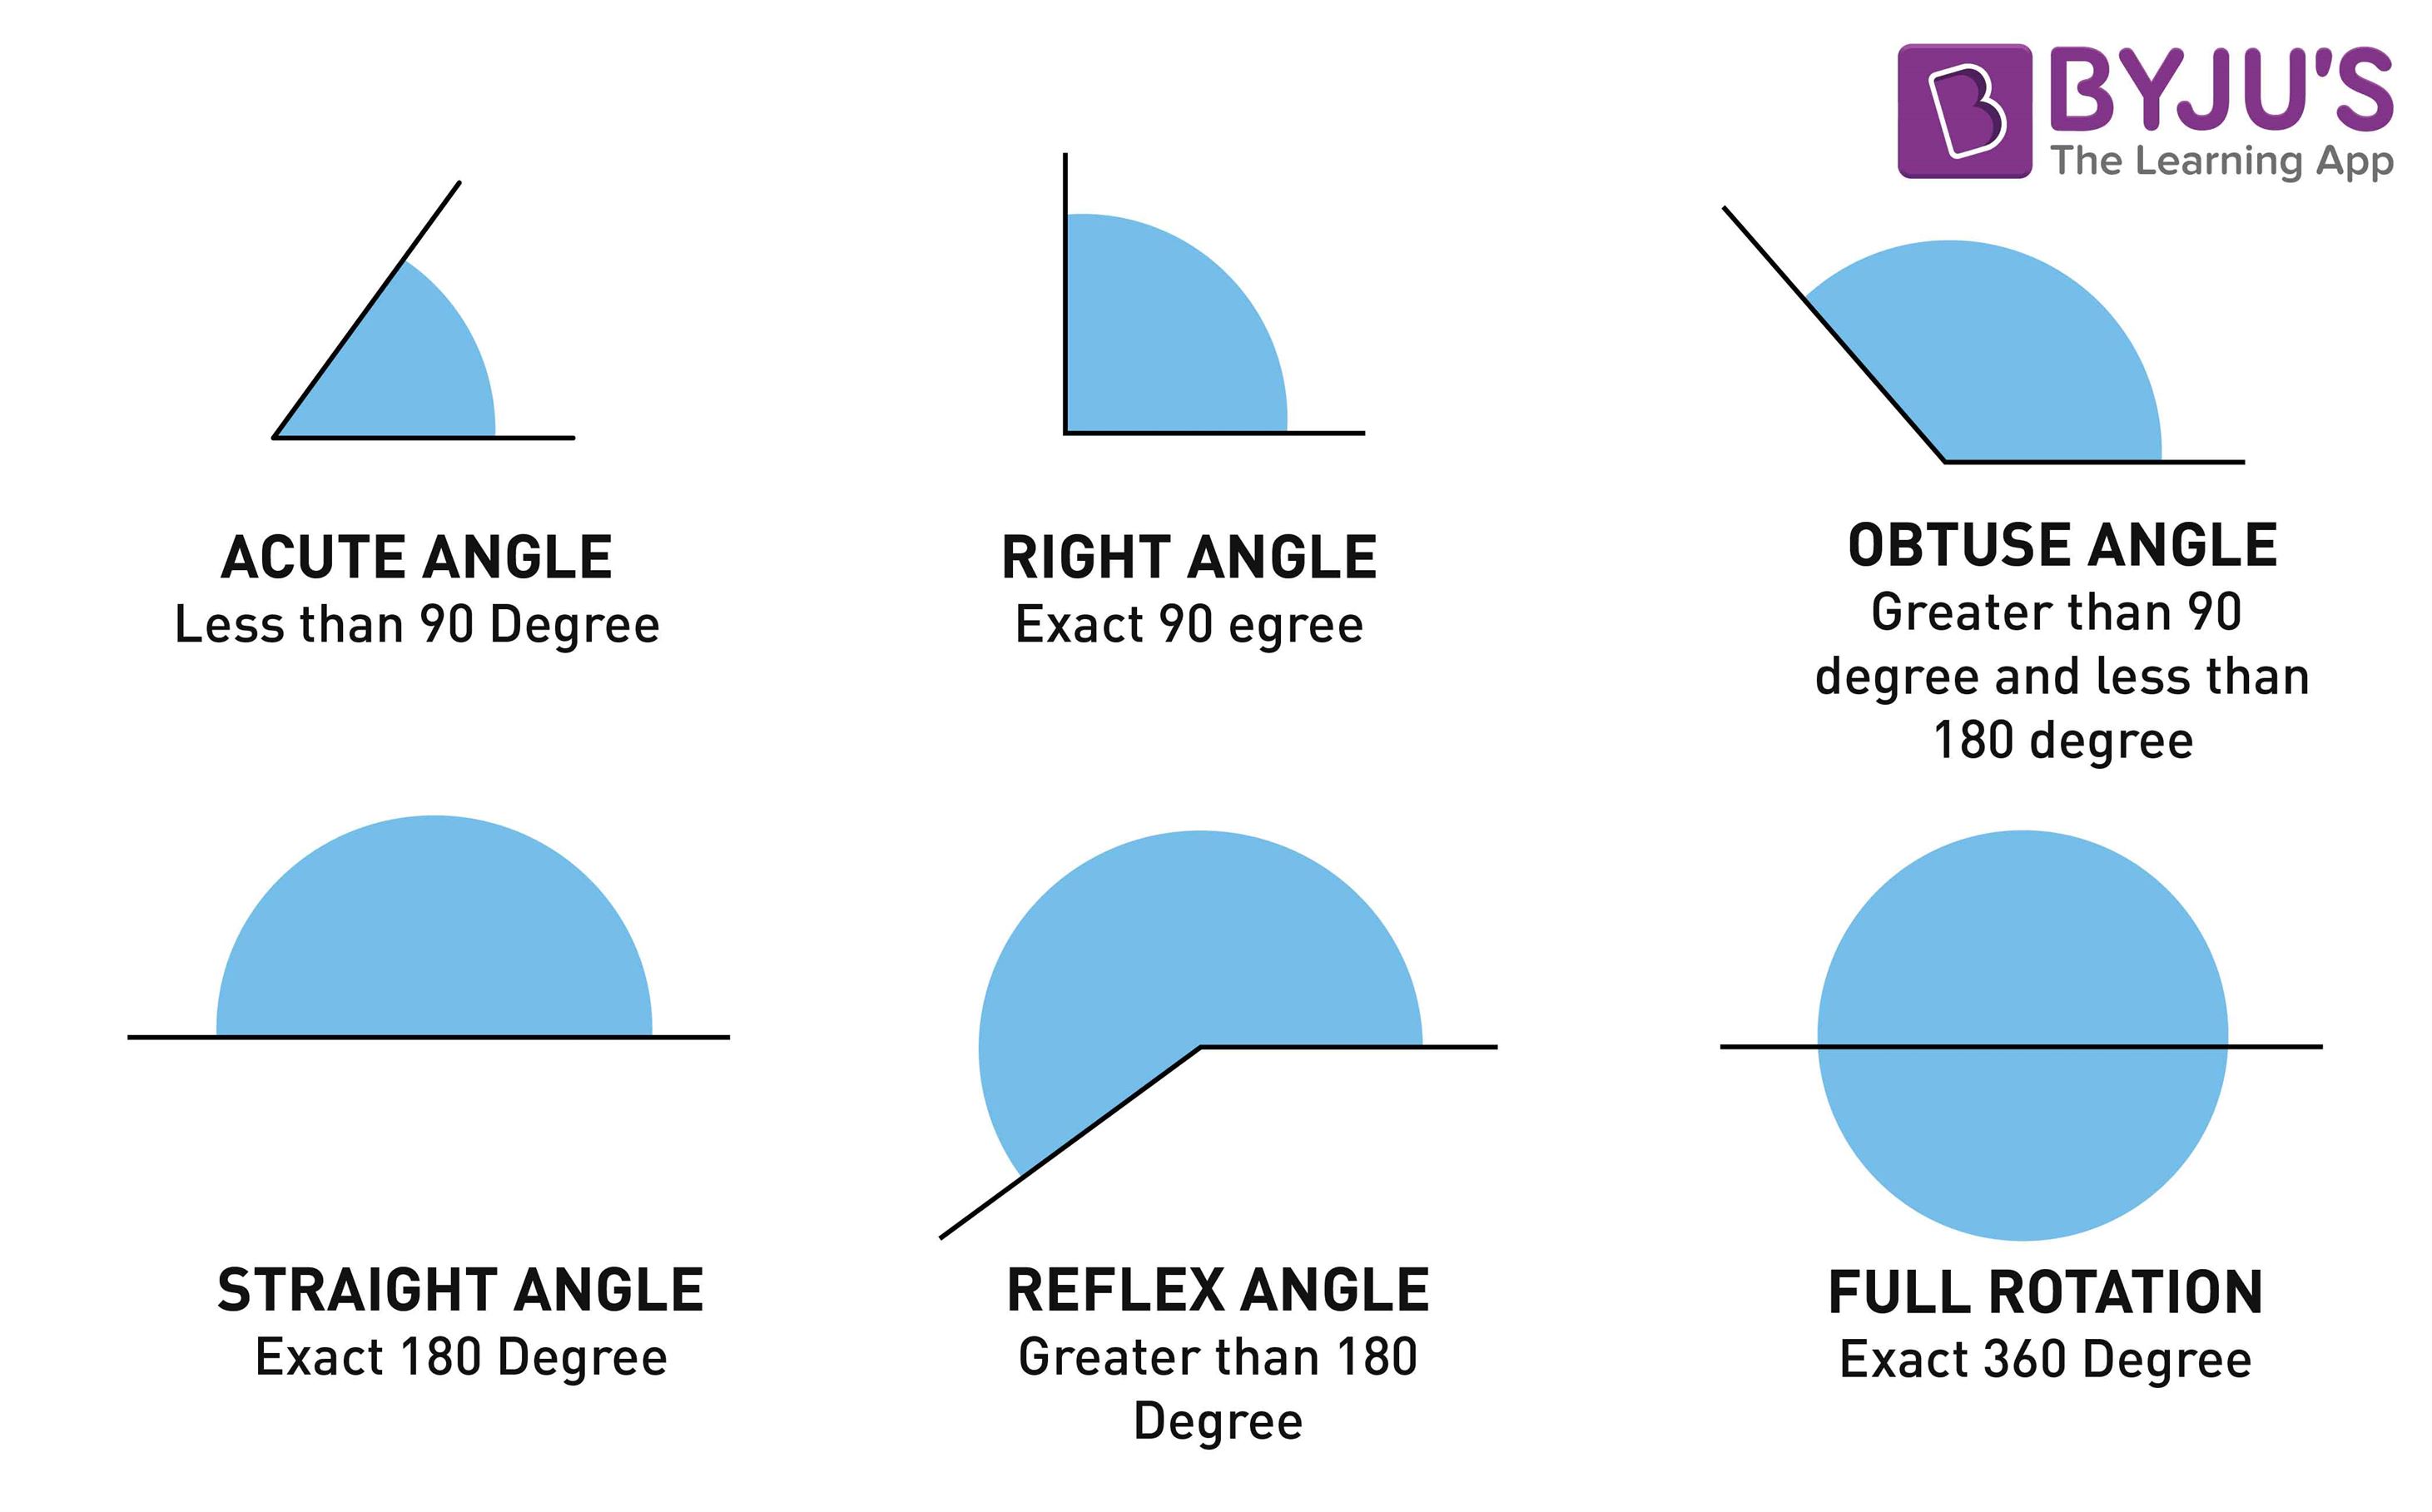 BYJU'S
The Learning App
ACUTE ANGLE
Less than 90 Degree
RIGHT ANGLE
Exact 90 egree
OBTUSE ANGLE
Greater than 90
degree and less than
180 degree
STRAIGHT ANGLE
Exact 180 Degree
REFLEX ANGLE
Greater than 180
Degree
FULL ROTATION
Exact 360 Degree